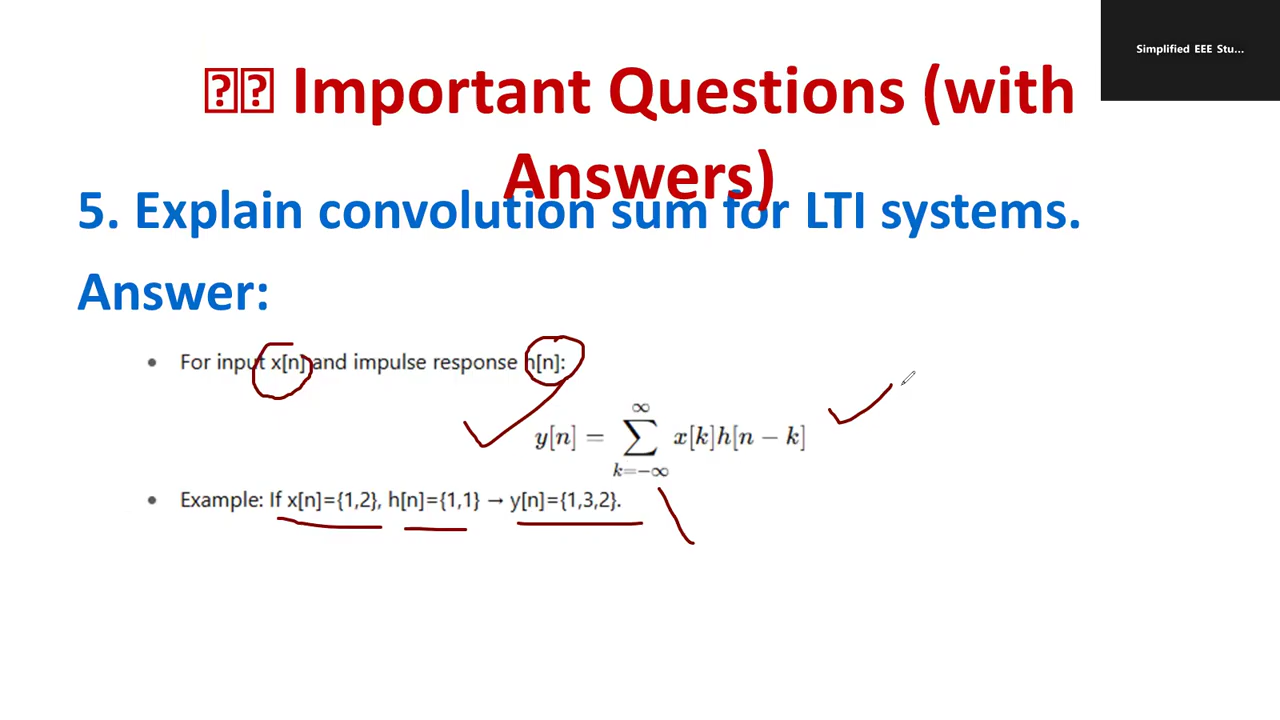 Simplified EEE Stu...
Important Questions (with
Answers)
5. Explain convolution sum for LTI systems.
Answer:
• For input x[n] and impulse response h[n]:
y[n] = ∑_{k=-∞}^{∞} x[k]h[n − k]
• Example: If x[n]={1,2}, h[n]={1,1} → y[n]={1,3,2}.